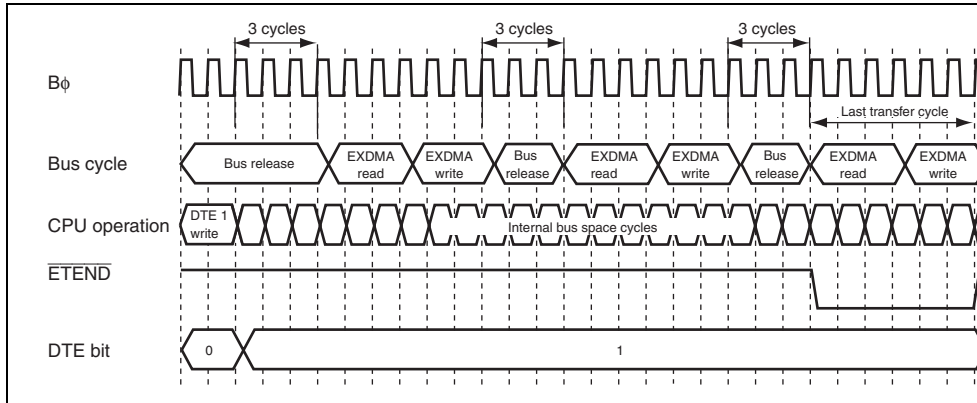 3 cycles 3 cycles 3 cycles
Bφ
Last transfer cycle
Bus cycle Bus release EXDMA read EXDMA write Bus release EXDMA read EXDMA write Bus release EXDMA read EXDMA write
CPU operation DTE 1 write Internal bus space cycles
ETEND
DTE bit 0 1